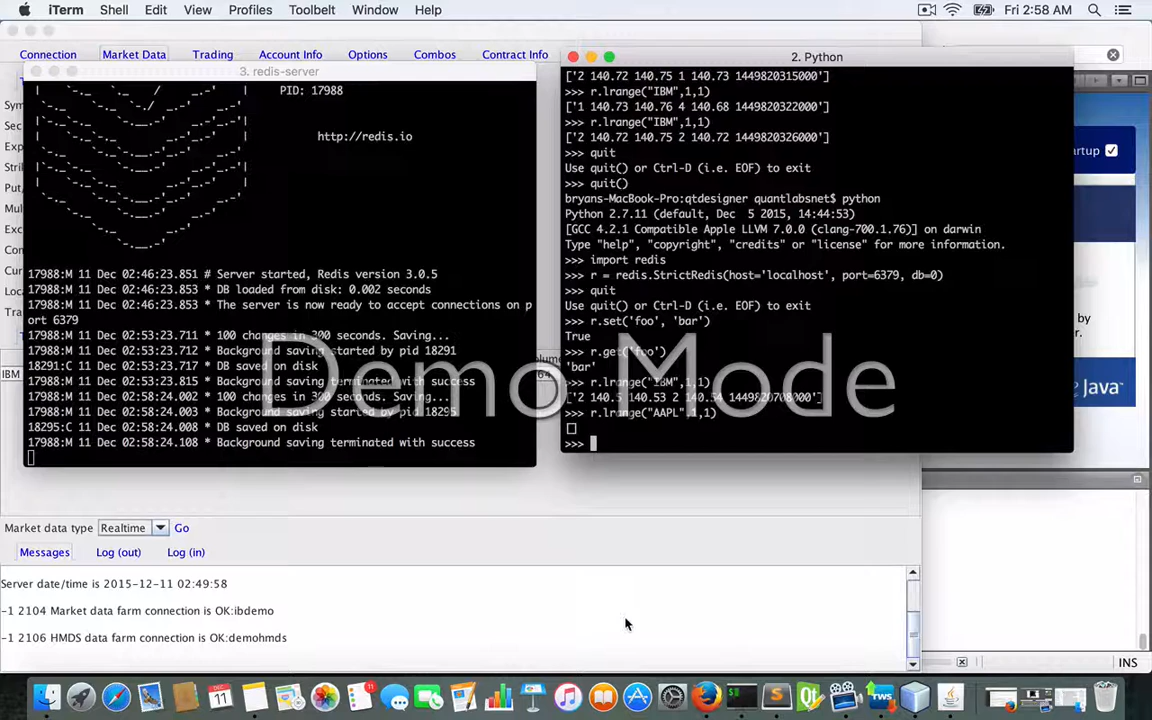 iTerm Shell Edit View Profiles Toolbelt Window Help
Fri 2:58 AM
Connection Market Data Trading Account Info Options Combos Contract Info
3. redis-server
PID: 17988
http://redis.io
17988:M 11 Dec 02:46:23.851 # Server started, Redis version 3.0.5
17988:M 11 Dec 02:46:23.853 * DB loaded from disk: 0.002 seconds
17988:M 11 Dec 02:46:23.853 * The server is now ready to accept connections on p
ort 6379
17988:M 11 Dec 02:53:23.711 * 100 changes in 300 seconds. Saving...
17988:M 11 Dec 02:53:23.712 * Background saving started by pid 18291
18291:C 11 Dec 02:53:23.717 * DB saved on disk
17988:M 11 Dec 02:53:23.815 * Background saving terminated with success
17988:M 11 Dec 02:58:24.002 * 100 changes in 300 seconds. Saving...
17988:M 11 Dec 02:58:24.003 * Background saving started by pid 18295
18295:C 11 Dec 02:58:24.008 * DB saved on disk
17988:M 11 Dec 02:58:24.108 * Background saving terminated with success
2. Python
['2 140.72 140.75 1 140.73 1449820315000']
>>> r.lrange("IBM",1,1)
['1 140.73 140.76 4 140.68 1449820322000']
>>> r.lrange("IBM",1,1)
['2 140.72 140.75 2 140.72 1449820326000']
>>> quit
Use quit() or Ctrl-D (i.e. EOF) to exit
>>> quit()
bryans-MacBook-Pro:qtdesigner quantlabsnet$ python
Python 2.7.11 (default, Dec  5 2015, 14:44:53)
[GCC 4.2.1 Compatible Apple LLVM 7.0.0 (clang-700.1.76)] on darwin
Type "help", "copyright", "credits" or "license" for more information.
>>> import redis
>>> r = redis.StrictRedis(host='localhost', port=6379, db=0)
>>> quit
Use quit() or Ctrl-D (i.e. EOF) to exit
>>> r.set('foo', 'bar')
True
>>> r.get('foo')
'bar'
>>> r.lrange("IBM",1,1)
['2 140.5 140.53 2 140.54 1449820708000']
>>> r.lrange("AAPL",1,1)
[]
>>>
Demo Mode
IBM
Market data type Realtime Go
Messages Log (out) Log (in)
Server date/time is 2015-12-11 02:49:58
-1 2104 Market data farm connection is OK:ibdemo
-1 2106 HMDS data farm connection is OK:demohmds
INS
Java™
DEC
11
11
TWS